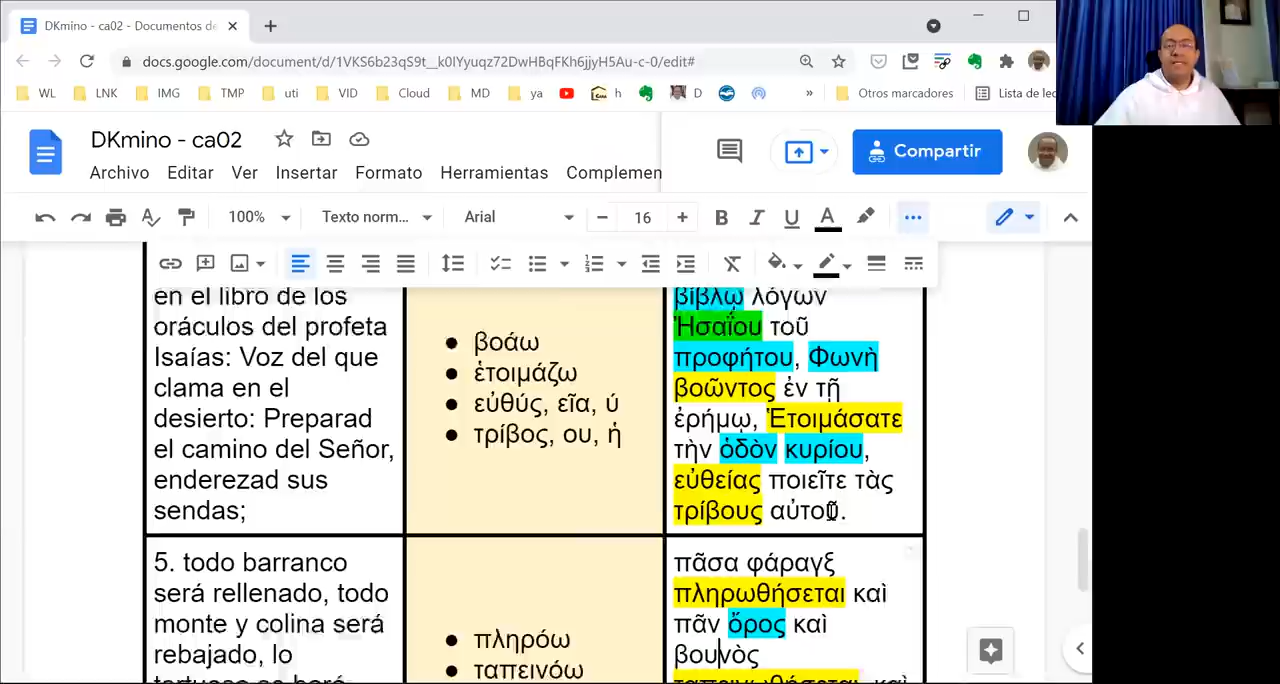 DKmino - ca02 - Documentos de
docs.google.com/document/d/1VKS6b23qS9t__k0lYyuqz72DwHBqFKh6jjyH5Au-c-0/edit#
WL LNK IMG TMP uti VID Cloud MD ya h D » Otros marcadores Lista de lec
DKmino - ca02
Archivo Editar Ver Insertar Formato Herramientas Complemen
Compartir
100% Texto norm... Arial 16 B I U A
en el libro de los
oráculos del profeta
Isaías: Voz del que
clama en el
desierto: Preparad
el camino del Señor,
enderezad sus
sendas;
βοάω
ἑτοιμάζω
εὐθύς, εῖα, ύ
τρίβος, ου, ἡ
βίβλῳ λόγων
Ἠσαΐου τοῦ
προφήτου, Φωνὴ
βοῶντος ἐν τῇ
ἐρήμῳ, Ἑτοιμάσατε
τὴν ὁδὸν κυρίου,
εὐθείας ποιεῖτε τὰς
τρίβους αὐτοῦ.
5. todo barranco
será rellenado, todo
monte y colina será
rebajado, lo
tortuoso se hará
πληρόω
ταπεινόω
πᾶσα φάραγξ
πληρωθήσεται καὶ
πᾶν ὄρος καὶ
βουνὸς
ταπεινωθήσεται, καὶ